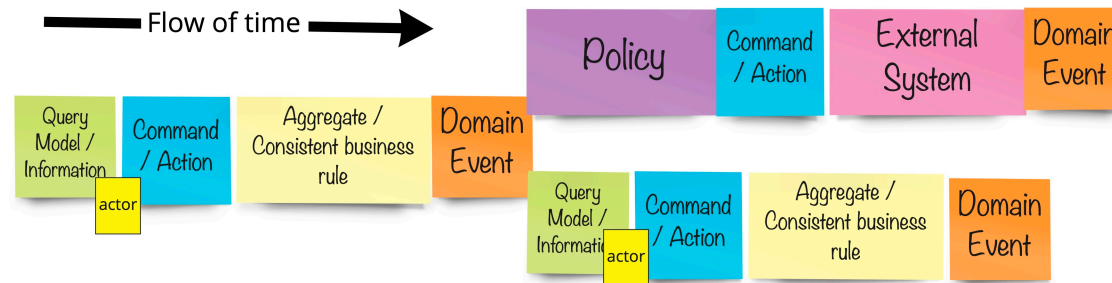 Flow of time
Query
Model /
Information
actor
Command
/ Action
Aggregate /
Consistent business
rule
Domain
Event
Policy
Command
/ Action
External
System
Domain
Event
Query
Model /
Informati
actor
Command
/ Action
Aggregate /
Consistent business
rule
Domain
Event